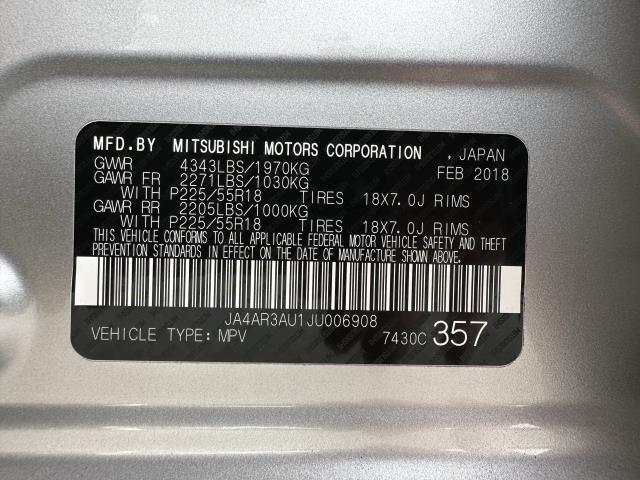 MFD.BY MITSUBISHI MOTORS CORPORATION , JAPAN
GVWR 4343LBS/1970KG FEB 2018
GAWR FR 2271LBS/1030KG
WITH P225/55R18 TIRES 18X7.0J RIMS
GAWR RR 2205LBS/1000KG
WITH P225/55R18 TIRES 18X7.0J RIMS
THIS VEHICLE CONFORMS TO ALL APPLICABLE FEDERAL MOTOR VEHICLE SAFETY AND THEFT
PREVENTION STANDARDS IN EFFECT ON THE DATE OF MANUFACTURE SHOWN ABOVE.
JA4AR3AU1JU006908
VEHICLE TYPE: MPV 7430C 357